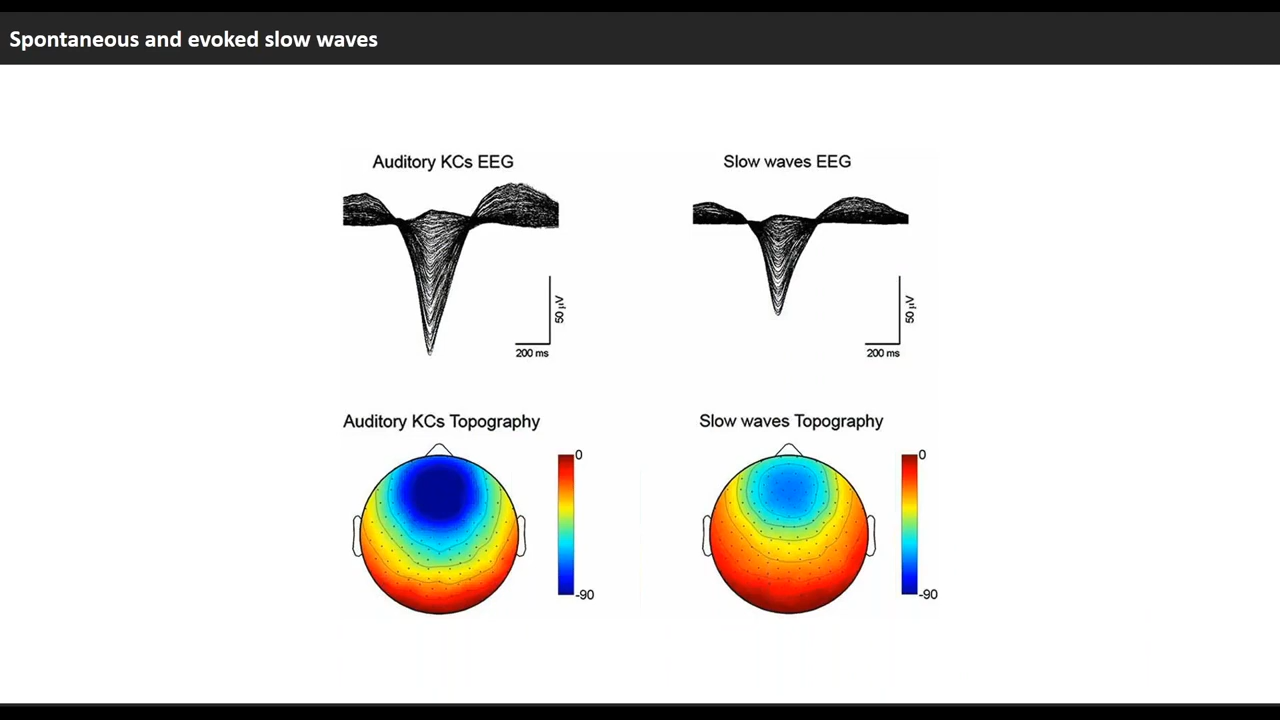 Spontaneous and evoked slow waves
Auditory KCs EEG
Slow waves EEG
50 µV
200 ms
50 µV
200 ms
Auditory KCs Topography
Slow waves Topography
0
-90
0
-90